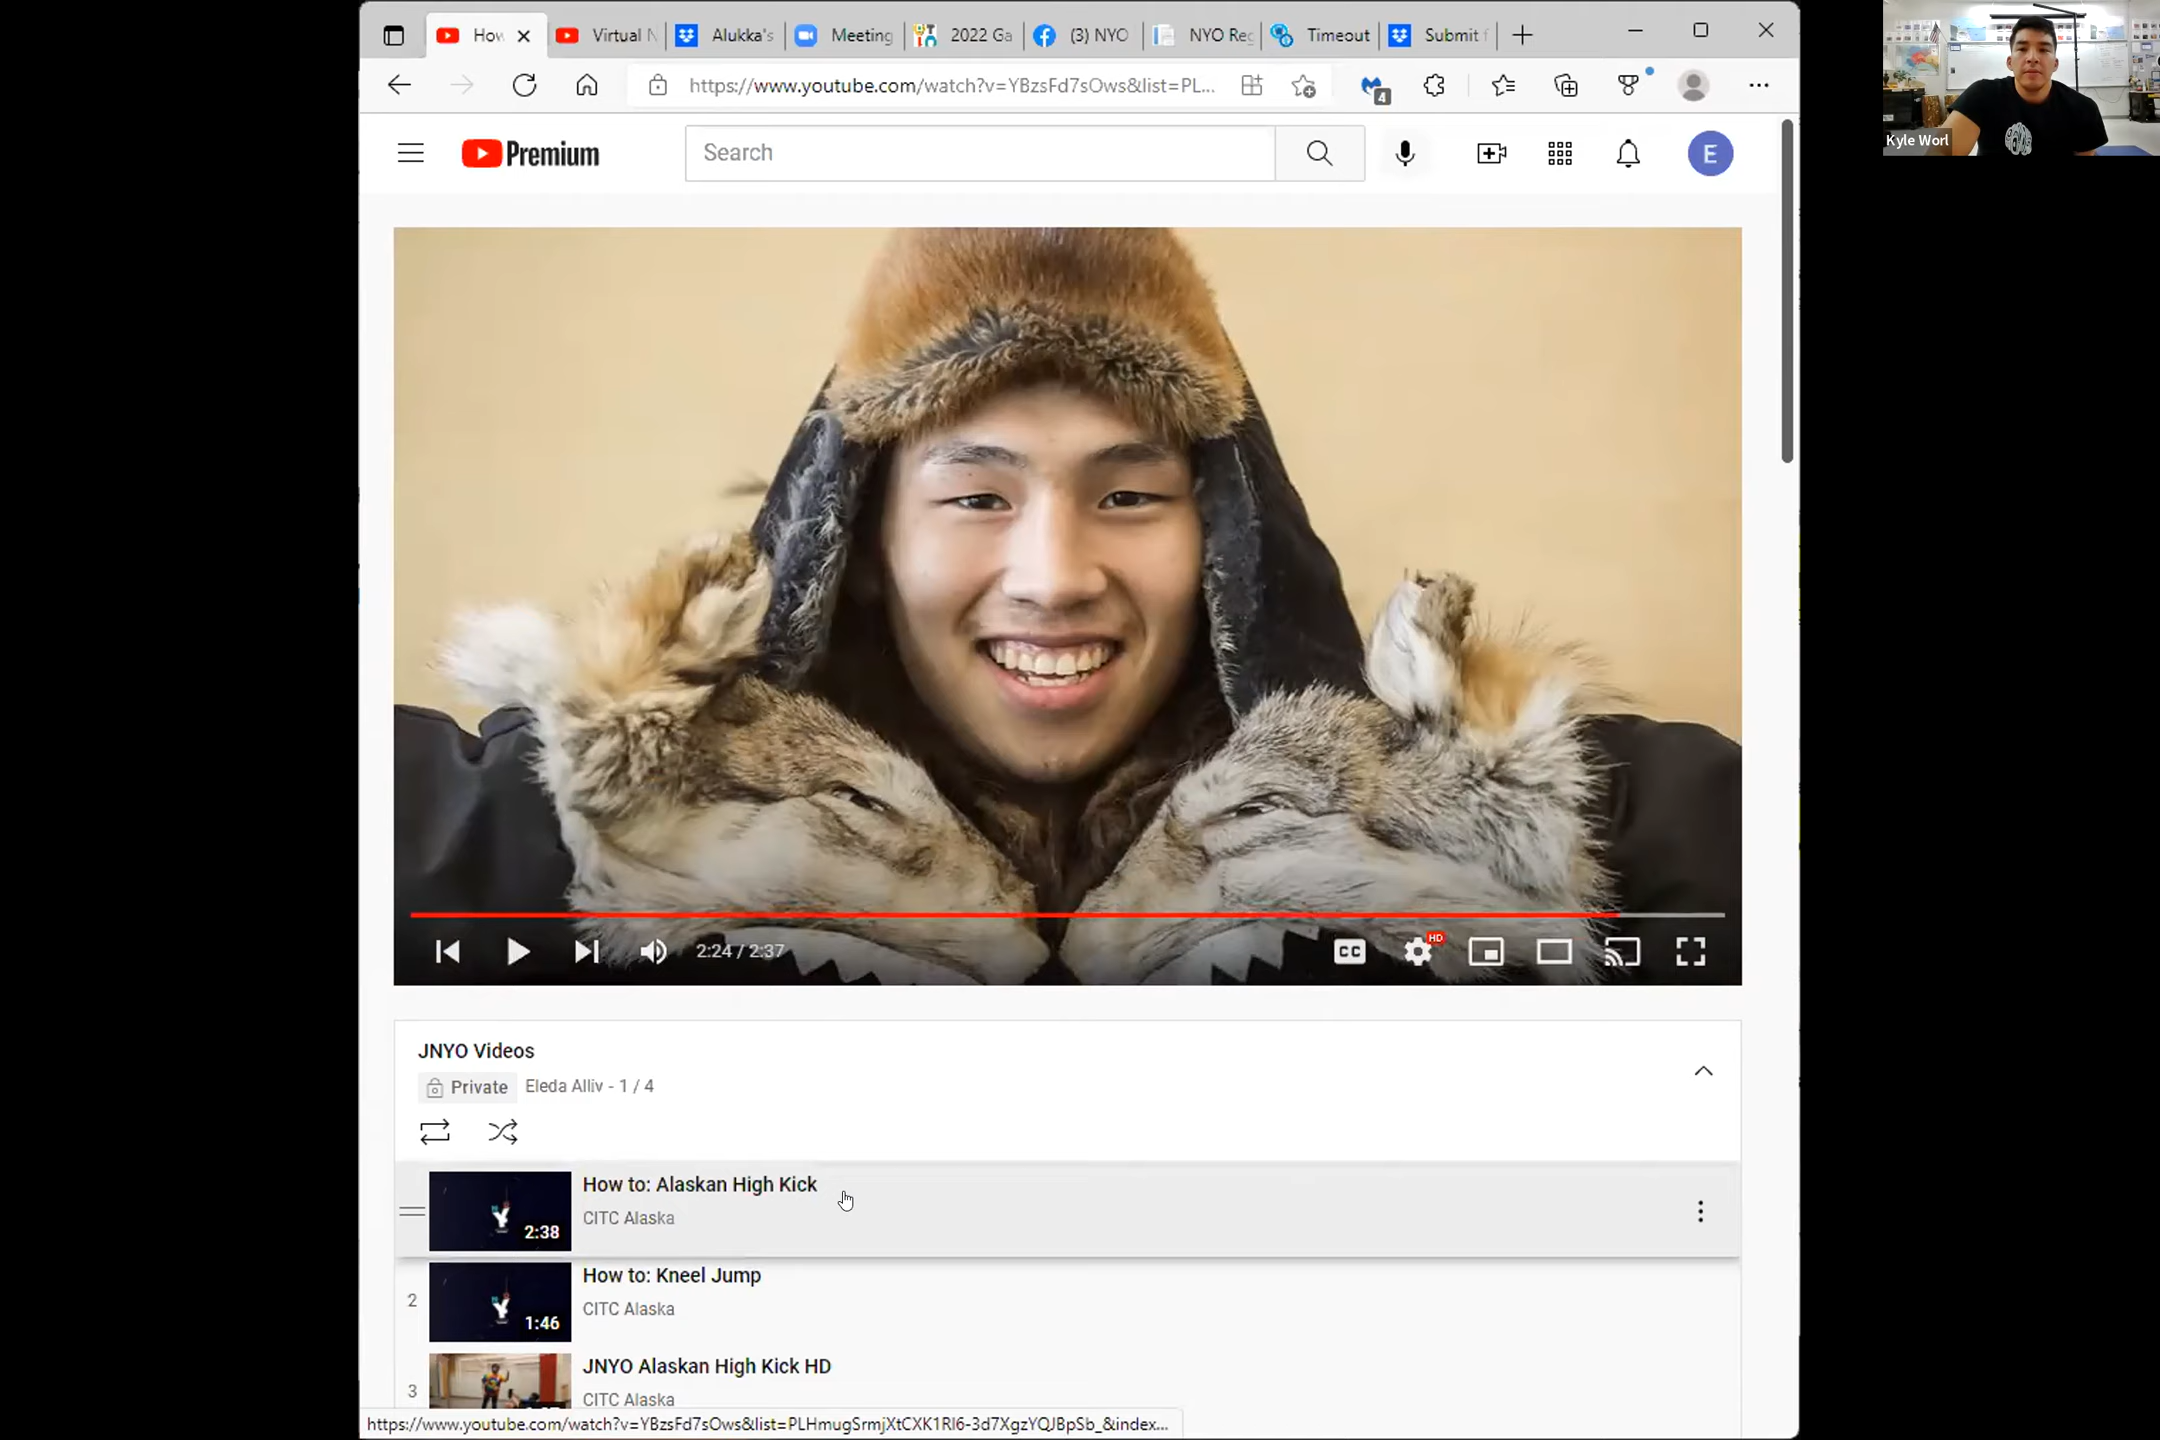 How
Virtual N
Alukka's
Meeting
2022 Ga
(3) NYO
NYO Reg
Timeout
Submit f
https://www.youtube.com/watch?v=YBzsFd7sOws&list=PL...
4
Kyle Worl
Premium
Search
E
2:24 / 2:37
CC
HD
JNYO Videos
Private
Eleda Alliv - 1 / 4
How to: Alaskan High Kick
CITC Alaska
2:38
2
How to: Kneel Jump
CITC Alaska
1:46
3
JNYO Alaskan High Kick HD
CITC Alaska
https://www.youtube.com/watch?v=YBzsFd7sOws&list=PLHmugSrmjXtCXK1Rl6-3d7XgzYQJBpSb_&index...